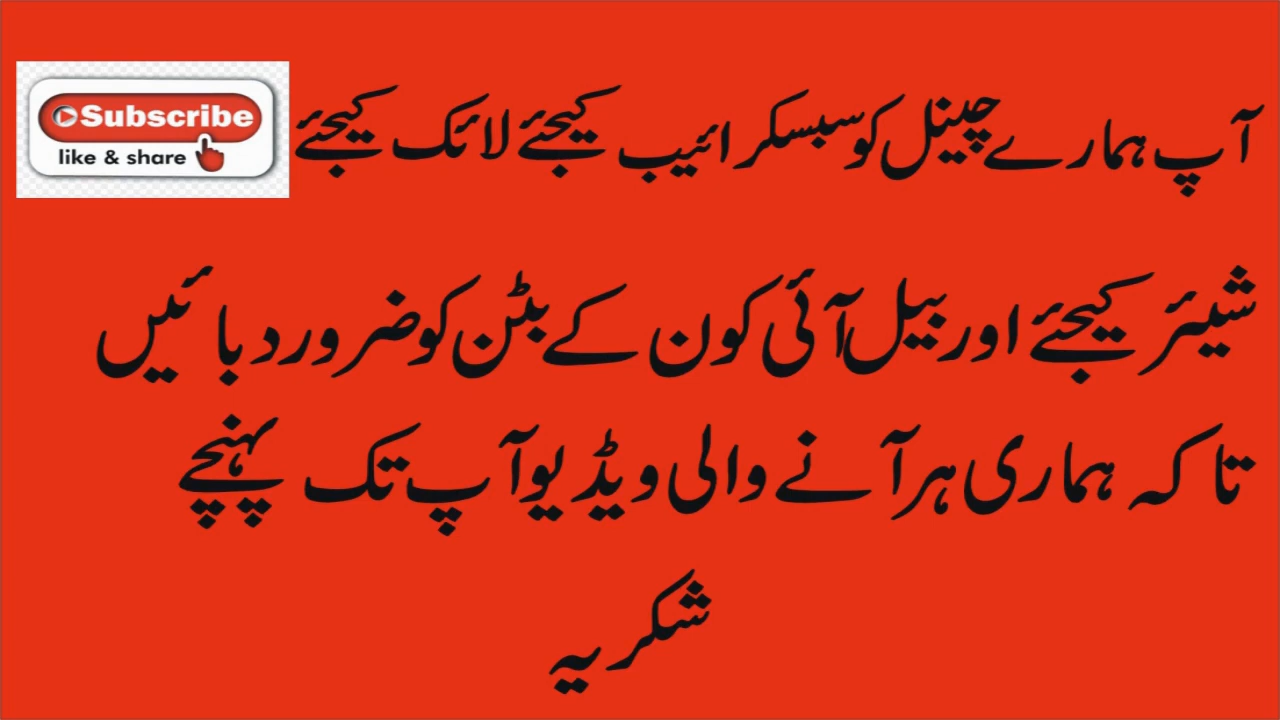 آپ ہمارے چینل کو سبسکرائیب کیجئے لائک کیجئے
Subscribe
like & share
شیئر کیجئے اور بیل آئی کون کے بٹن کو ضرور دبائیں
تاکہ ہماری ہر آنے والی ویڈیو آپ تک پہنچے
شکریہ